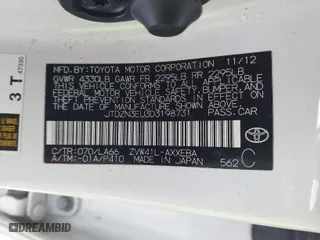 MFD.BY:TOYOTA MOTOR CORPORATION 11/12
GVWR 4330LB GAWR FR 2295LB RR 2295LB
THIS VEHICLE CONFORMS TO ALL APPLICABLE
FEDERAL MOTOR VEHICLE SAFETY, BUMPER, AND
THEFT PREVENTION STANDARDS IN EFFECT ON
THE DATE OF MANUFACTURE SHOWN ABOVE.
JTDZN3EU3D3198731
PASS.CAR
MADE IN JAPAN
C/TR:070/LA66 ZVW41L-AXXEBA
A/TM:-01A/P410
562 C
3 T
47330